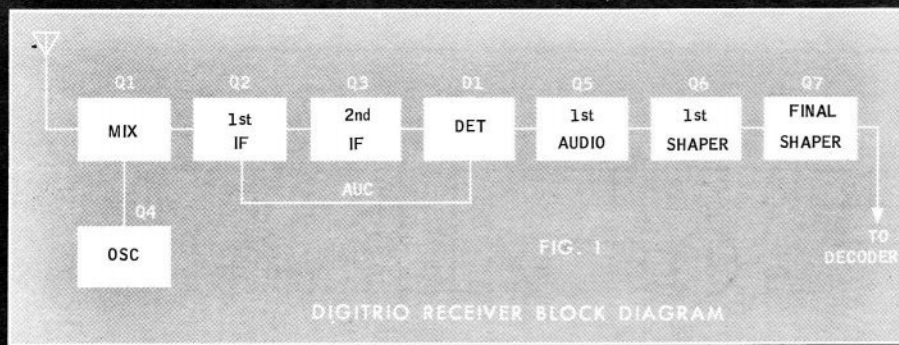 Q1 Q2 Q3 D1 Q5 Q6 Q7
MIX
1st
IF
2nd
IF
DET
1st
AUDIO
1st
SHAPER
FINAL
SHAPER
AUC
Q4
OSC
FIG. 1
TO
DECODER
DIGITRIO RECEIVER BLOCK DIAGRAM